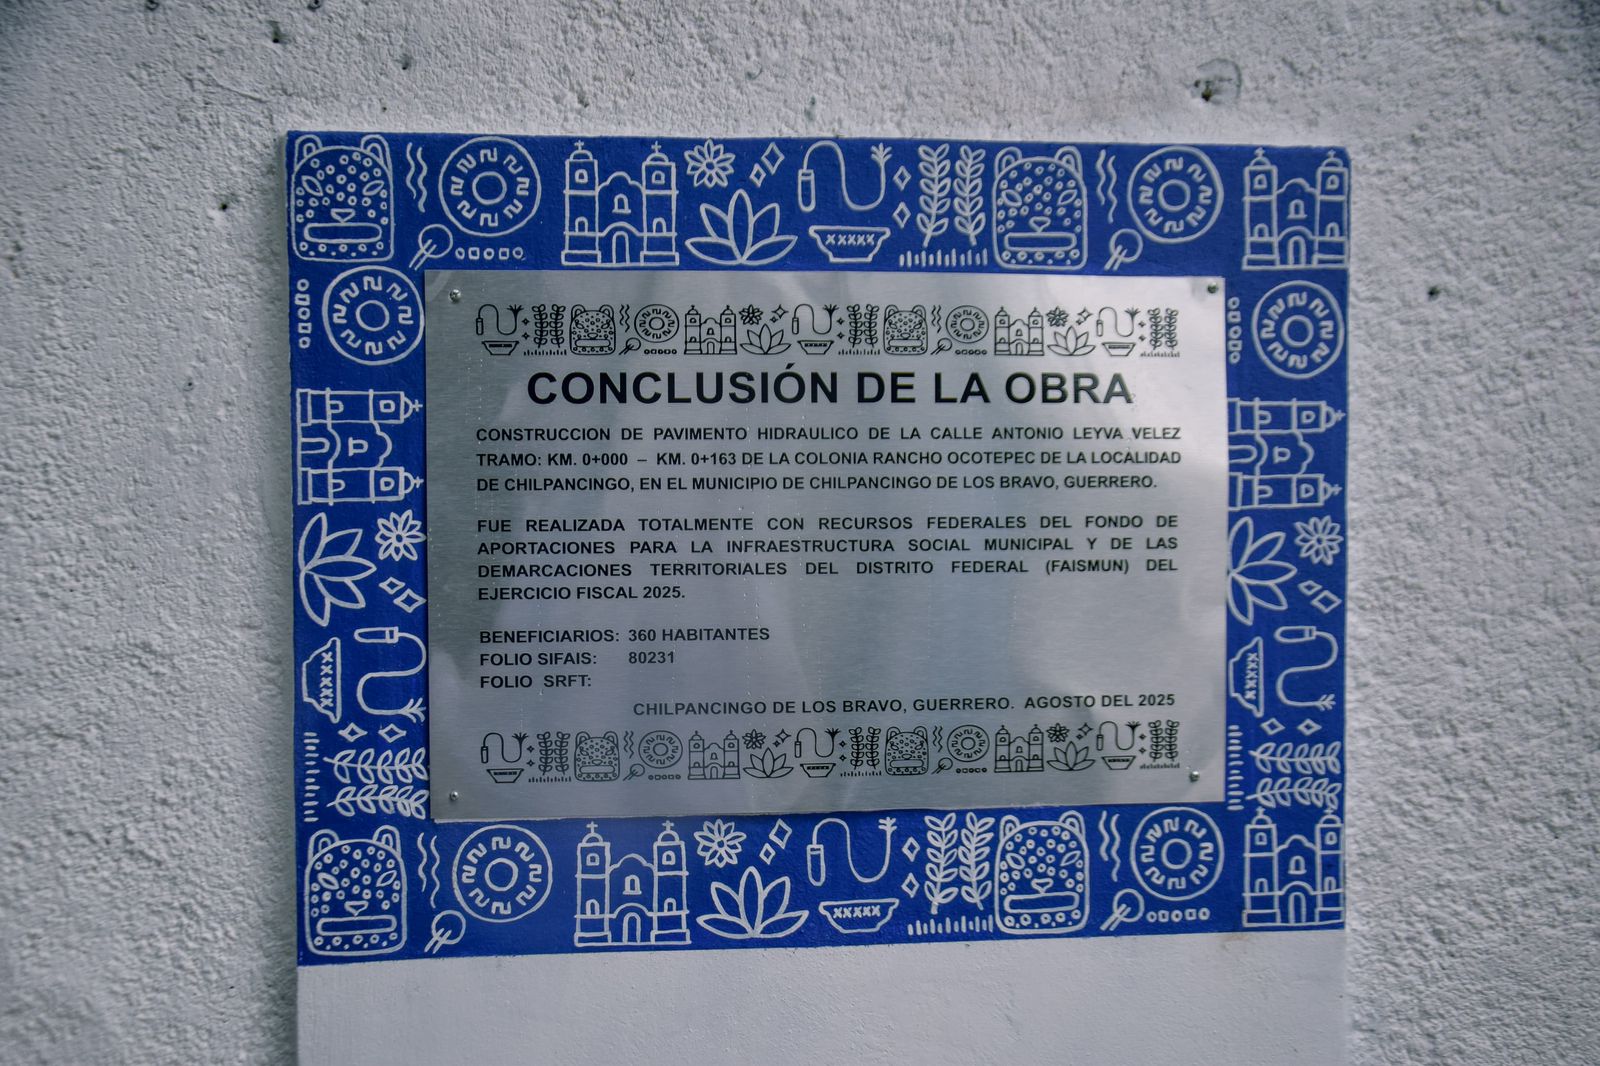 CONCLUSIÓN DE LA OBRA
CONSTRUCCION DE PAVIMENTO HIDRAULICO DE LA CALLE ANTONIO LEYVA VELEZ
TRAMO: KM. 0+000 – KM. 0+163 DE LA COLONIA RANCHO OCOTEPEC DE LA LOCALIDAD
DE CHILPANCINGO, EN EL MUNICIPIO DE CHILPANCINGO DE LOS BRAVO, GUERRERO.
FUE REALIZADA TOTALMENTE CON RECURSOS FEDERALES DEL FONDO DE
APORTACIONES PARA LA INFRAESTRUCTURA SOCIAL MUNICIPAL Y DE LAS
DEMARCACIONES TERRITORIALES DEL DISTRITO FEDERAL (FAISMUN) DEL
EJERCICIO FISCAL 2025.
BENEFICIARIOS: 360 HABITANTES
FOLIO SIFAIS: 80231
FOLIO SRFT:
CHILPANCINGO DE LOS BRAVO, GUERRERO. AGOSTO DEL 2025